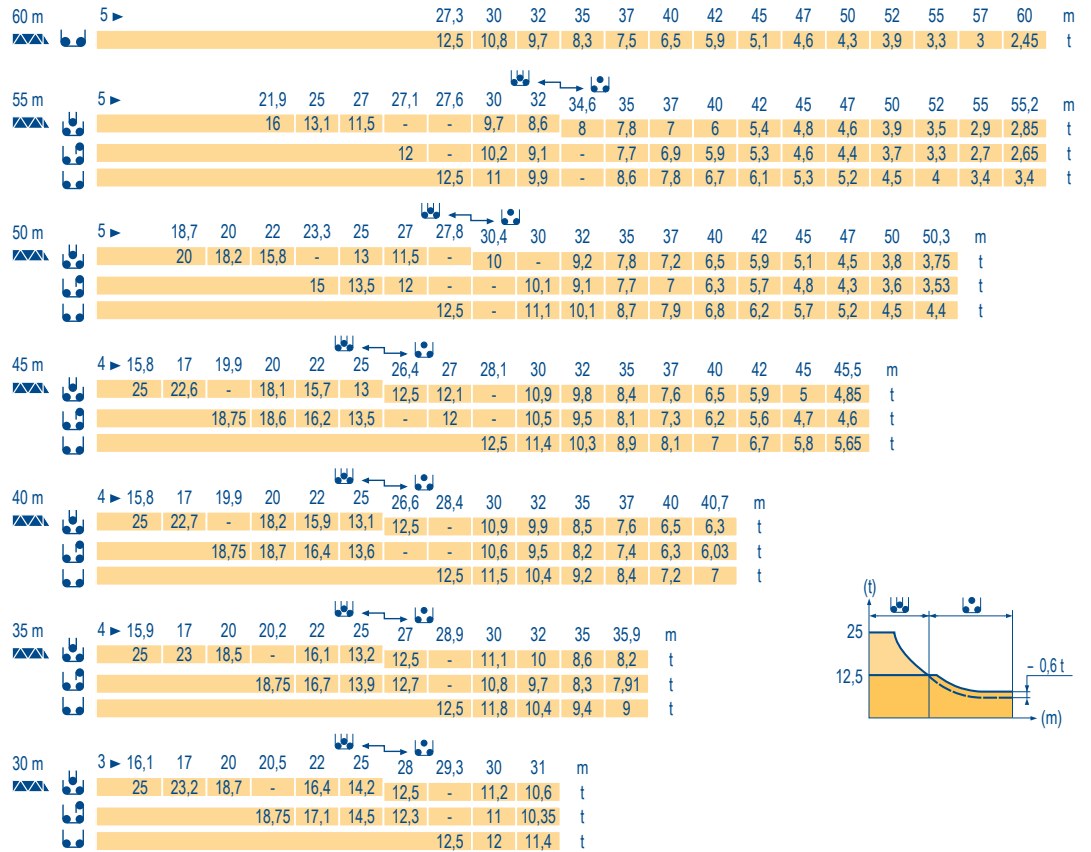 60 m 5 ► 27,3 30 32 35 37 40 42 45 47 50 52 55 57 60 m
12,5 10,8 9,7 8,3 7,5 6,5 5,9 5,1 4,6 4,3 3,9 3,3 3 2,45 t
55 m 5 ► 21,9 25 27 27,1 27,6 30 32 34,6 35 37 40 42 45 47 50 52 55 55,2 m
16 13,1 11,5 - - 9,7 8,6 8 7,8 7 6 5,4 4,8 4,6 3,9 3,5 2,9 2,85 t
12 - 10,2 9,1 - 7,7 6,9 5,9 5,3 4,6 4,4 3,7 3,3 2,7 2,65 t
12,5 11 9,9 - 8,6 7,8 6,7 6,1 5,3 5,2 4,5 4 3,4 3,4 t
50 m 5 ► 18,7 20 22 23,3 25 27 27,8 30,4 30 32 35 37 40 42 45 47 50 50,3 m
20 18,2 15,8 - 13 11,5 - 10 - 9,2 7,8 7,2 6,5 5,9 5,1 4,5 3,8 3,75 t
15 13,5 12 - - 10,1 9,1 7,7 7 6,3 5,7 4,8 4,3 3,6 3,53 t
12,5 - 11,1 10,1 8,7 7,9 6,8 6,2 5,7 5,2 4,5 4,4 t
45 m 4 ► 15,8 17 19,9 20 22 25 26,4 27 28,1 30 32 35 37 40 42 45 45,5 m
25 22,6 - 18,1 15,7 13 12,5 12,1 - 10,9 9,8 8,4 7,6 6,5 5,9 5 4,85 t
18,75 18,6 16,2 13,5 - 12 - 10,5 9,5 8,1 7,3 6,2 5,6 4,7 4,6 t
12,5 11,4 10,3 8,9 8,1 7 6,7 5,8 5,65 t
40 m 4 ► 15,8 17 19,9 20 22 25 26,6 28,4 30 32 35 37 40 40,7 m
25 22,7 - 18,2 15,9 13,1 12,5 - 10,9 9,9 8,5 7,6 6,5 6,3 t
18,75 18,7 16,4 13,6 - - 10,6 9,5 8,2 7,4 6,3 6,03 t
12,5 11,5 10,4 9,2 8,4 7,2 7 t
35 m 4 ► 15,9 17 20 20,2 22 25 27 28,9 30 32 35 35,9 m
25 23 18,5 - 16,1 13,2 12,5 - 11,1 10 8,6 8,2 t
18,75 16,7 13,9 12,7 - 10,8 9,7 8,3 7,91 t
12,5 11,8 10,4 9,4 9 t
30 m 3 ► 16,1 17 20 20,5 22 25 28 29,3 30 31 m
25 23,2 18,7 - 16,4 14,2 12,5 - 11,2 10,6 t
18,75 17,1 14,5 12,3 - 11 10,35 t
12,5 12 11,4 t
(t)
25
12,5
– 0,6 t
(m)